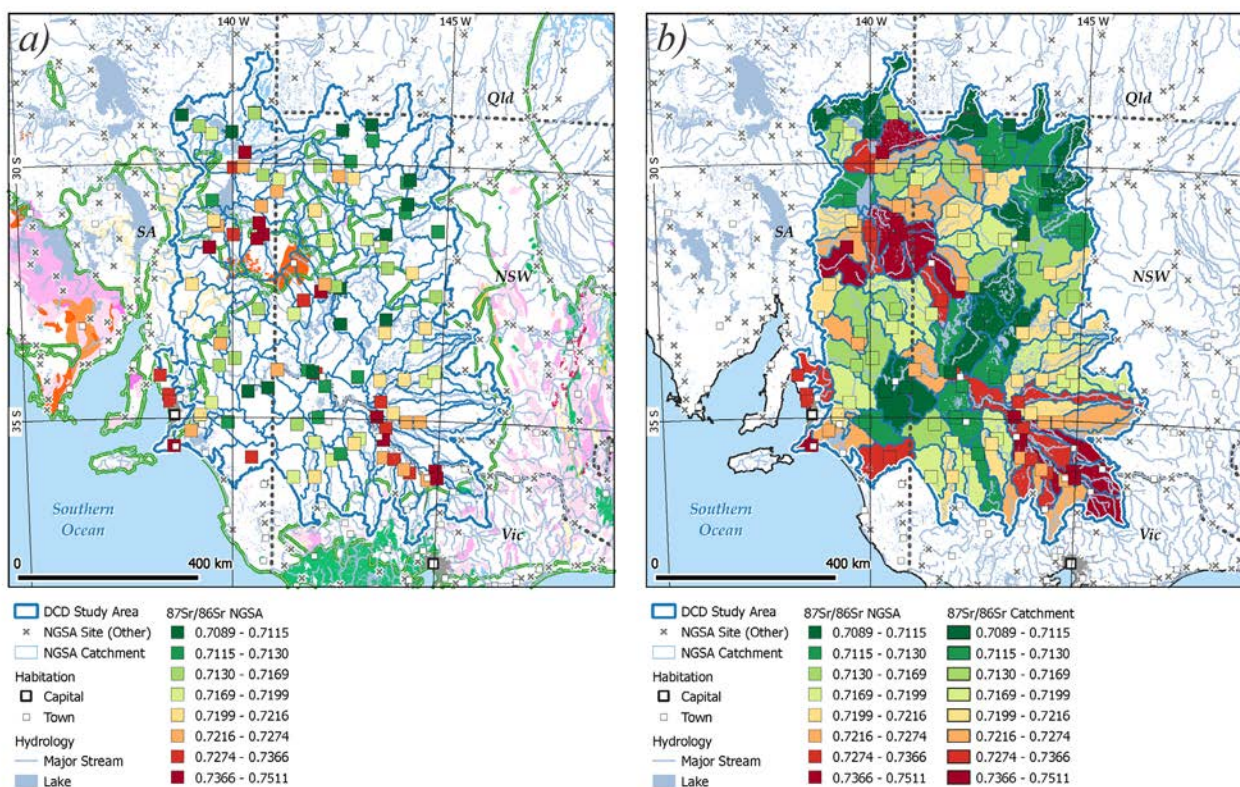 140 W
145 W
a)
Qld
30 S
SA
NSW
35 S
Southern
Ocean
Vic
0
400 km
DCD Study Area
NGSA Site (Other)
NGSA Catchment
Habitation
Capital
Town
Hydrology
Major Stream
Lake
87Sr/86Sr NGSA
0.7089 - 0.7115
0.7115 - 0.7130
0.7130 - 0.7169
0.7169 - 0.7199
0.7199 - 0.7216
0.7216 - 0.7274
0.7274 - 0.7366
0.7366 - 0.7511
140 W
145 W
b)
Qld
30 S
SA
NSW
35 S
Southern
Ocean
Vic
0
400 km
DCD Study Area
NGSA Site (Other)
NGSA Catchment
Habitation
Capital
Town
Hydrology
Major Stream
Lake
87Sr/86Sr NGSA
0.7089 - 0.7115
0.7115 - 0.7130
0.7130 - 0.7169
0.7169 - 0.7199
0.7199 - 0.7216
0.7216 - 0.7274
0.7274 - 0.7366
0.7366 - 0.7511
87Sr/86Sr Catchment
0.7089 - 0.7115
0.7115 - 0.7130
0.7130 - 0.7169
0.7169 - 0.7199
0.7199 - 0.7216
0.7216 - 0.7274
0.7274 - 0.7366
0.7366 - 0.7511